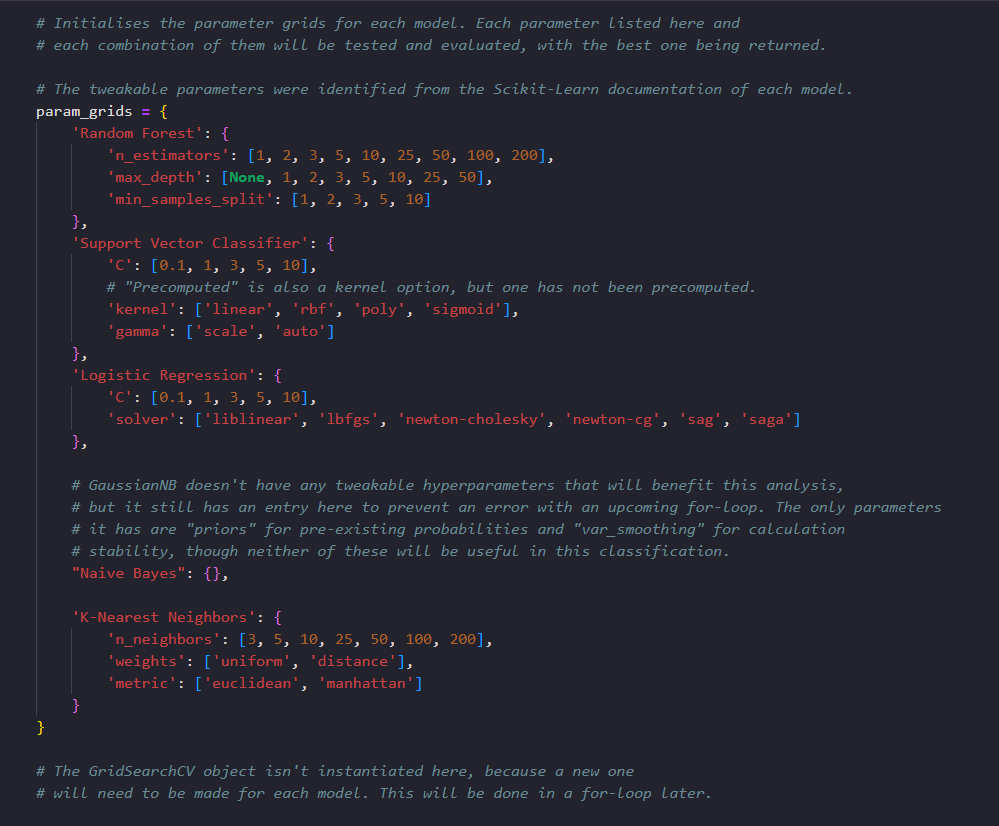 # Initialises the parameter grids for each model. Each parameter listed here and
# each combination of them will be tested and evaluated, with the best one being returned.
# The tweakable parameters were identified from the Scikit-Learn documentation of each model.
param_grids = {
    'Random Forest': {
        'n_estimators': [1, 2, 3, 5, 10, 25, 50, 100, 200],
        'max_depth': [None, 1, 2, 3, 5, 10, 25, 50],
        'min_samples_split': [1, 2, 3, 5, 10]
    },
    'Support Vector Classifier': {
        'C': [0.1, 1, 3, 5, 10],
        # "Precomputed" is also a kernel option, but one has not been precomputed.
        'kernel': ['linear', 'rbf', 'poly', 'sigmoid'],
        'gamma': ['scale', 'auto']
    },
    'Logistic Regression': {
        'C': [0.1, 1, 3, 5, 10],
        'solver': ['liblinear', 'lbfgs', 'newton-cholesky', 'newton-cg', 'sag', 'saga']
    },
    # GaussianNB doesn't have any tweakable hyperparameters that will benefit this analysis,
    # but it still has an entry here to prevent an error with an upcoming for-loop. The only parameters
    # it has are "priors" for pre-existing probabilities and "var_smoothing" for calculation
    # stability, though neither of these will be useful in this classification.
    "Naive Bayes": {},
    'K-Nearest Neighbors': {
        'n_neighbors': [3, 5, 10, 25, 50, 100, 200],
        'weights': ['uniform', 'distance'],
        'metric': ['euclidean', 'manhattan']
    }
}
# The GridSearchCV object isn't instantiated here, because a new one
# will need to be made for each model. This will be done in a for-loop later.